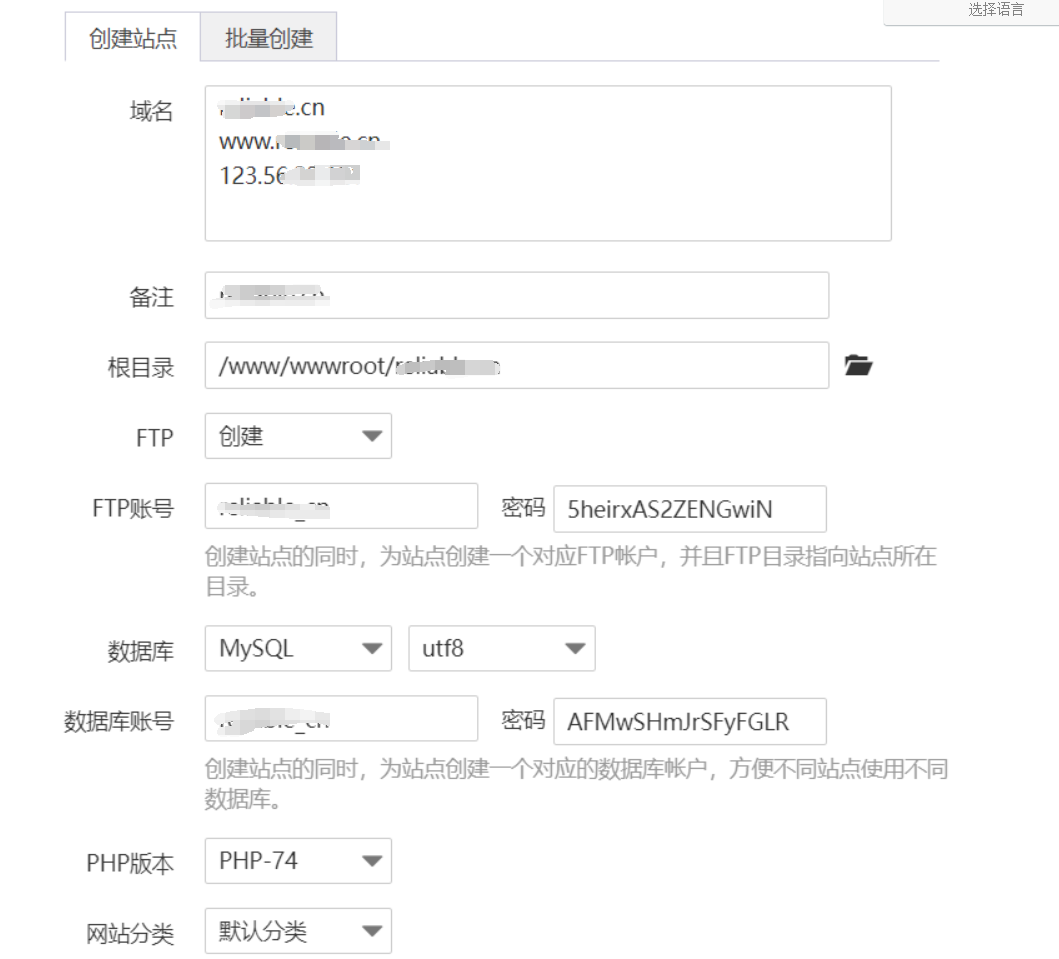 选择语言
创建站点 批量创建
域名
.cn
www.
123.56
备注
根目录 /www/wwwroot/
FTP 创建
FTP账号 密码 5heirxAS2ZENGwiN
创建站点的同时，为站点创建一个对应FTP帐户，并且FTP目录指向站点所在
目录。
数据库 MySQL utf8
数据库账号 密码 AFMwSHmJrSFyFGLR
创建站点的同时，为站点创建一个对应的数据库帐户，方便不同站点使用不同
数据库。
PHP版本 PHP-74
网站分类 默认分类